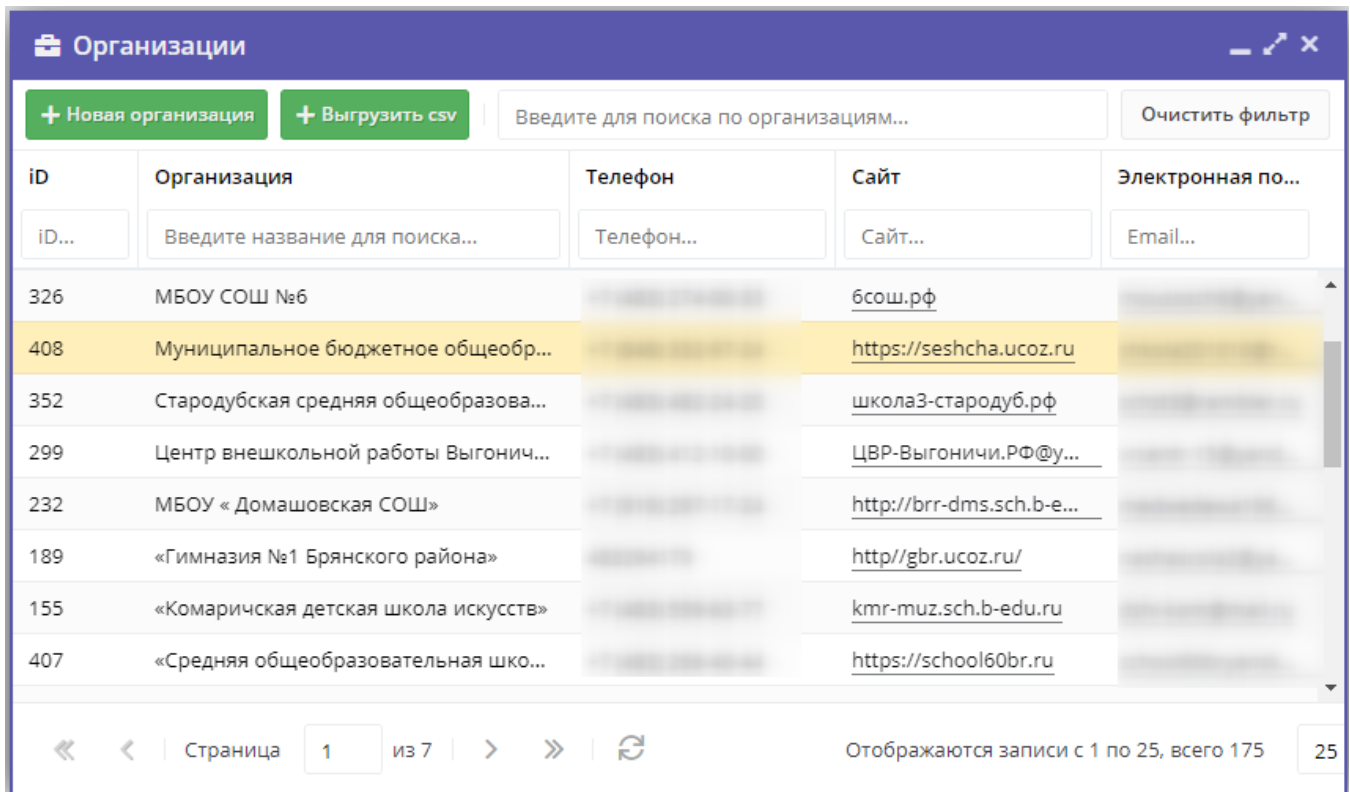 Организации
Новая организация Выгрузить csv Введите для поиска по организациям... Очистить фильтр
iD Организация Телефон Сайт Электронная по...
iD... Введите название для поиска... Телефон... Сайт... Email...
326 МБОУ СОШ №6 6сош.рф
408 Муниципальное бюджетное общеобр... https://seshcha.ucoz.ru
352 Стародубская средняя общеобразова... школа3-стародуб.рф
299 Центр внешкольной работы Выгонич... ЦВР-Выгоничи.РФ@y...
232 МБОУ « Домашовская СОШ» http://brr-dms.sch.b-e...
189 «Гимназия №1 Брянского района» http//gbr.ucoz.ru/
155 «Комаричская детская школа искусств» kmr-muz.sch.b-edu.ru
407 «Средняя общеобразовательная шко... https://school60br.ru
Страница 1 из 7 Отображаются записи с 1 по 25, всего 175 25